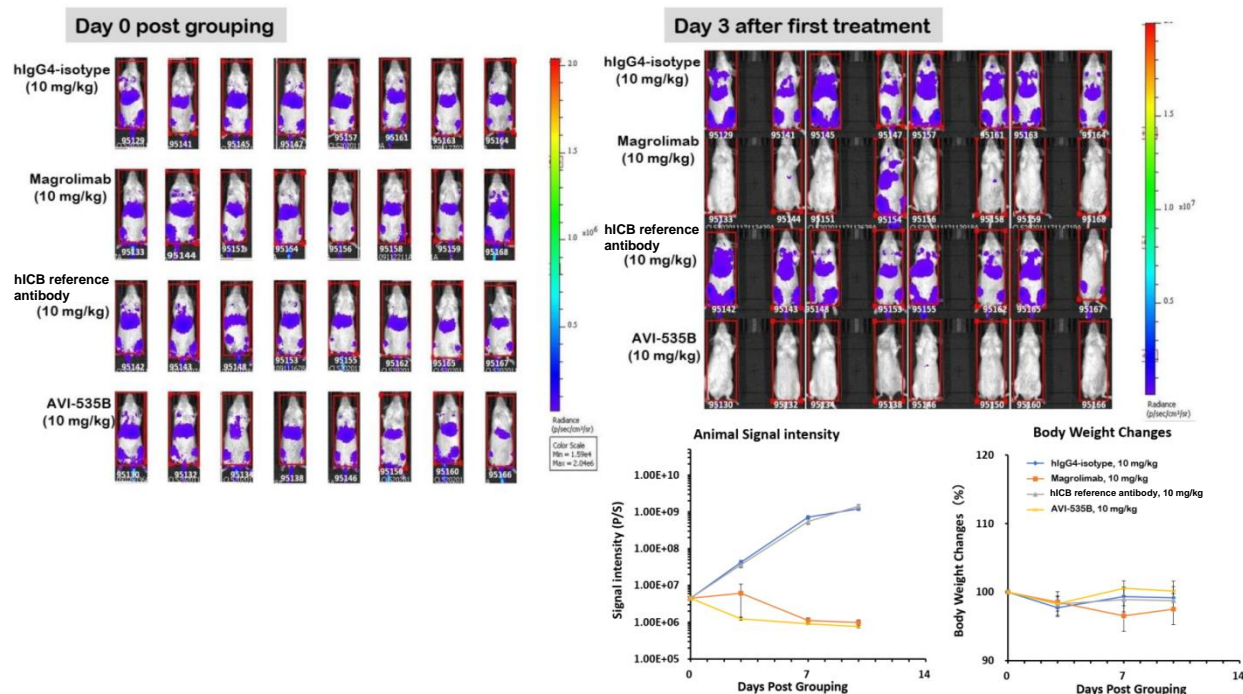 Day 0 post grouping
hIgG4-isotype
(10 mg/kg)
95129
95141
95145
95147
95157
95161
95163
95164
Magrolimab
(10 mg/kg)
95133
95144
95151
95156
95158
95159
95168
hICB reference
antibody
(10 mg/kg)
95142
95143
95148
95153
95155
95162
95165
95167
AVI-535B
(10 mg/kg)
95130
95132
95134
95138
95146
95150
95160
95166
2.0
1.5
1.0
x10⁶
0.5
Radiance
(p/sec/cm²/sr)
Color Scale
Min = 1.59e4
Max = 2.04e6
Day 3 after first treatment
hIgG4-isotype
(10 mg/kg)
95129
95141
95145
95147
95157
95161
95163
95164
Magrolimab
(10 mg/kg)
95133
95144
95151
95154
95156
95158
95159
95168
hICB reference
antibody
(10 mg/kg)
95142
95143
95148
95153
95155
95162
95165
95167
AVI-535B
(10 mg/kg)
95130
95132
95134
95138
95146
95150
95160
95166
1.5
1.0
x10⁷
0.5
Radiance
(p/sec/cm²/sr)
Animal Signal intensity
Signal intensity (P/S)
1.00E+10
1.00E+09
1.00E+08
1.00E+07
1.00E+06
1.00E+05
0 7 14
Days Post Grouping
Body Weight Changes
Body Weight Changes (%)
120
110
100
90
hIgG4-isotype, 10 mg/kg
Magrolimab, 10 mg/kg
hICB reference antibody, 10 mg/kg
AVI-535B, 10 mg/kg
0 7 14
Days Post Grouping